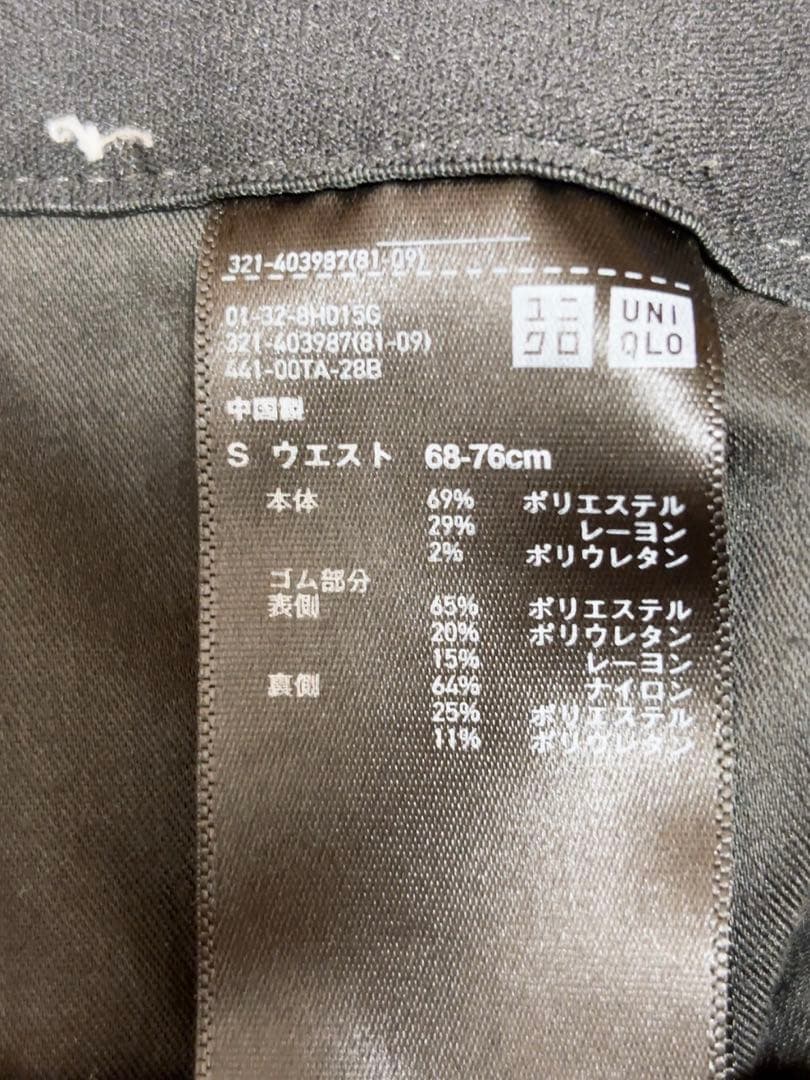 321-403987(81-09)
01-32-8H015G
321-403987(81-09)
441-00TA-28B
ユニクロ
UNIQLO
中国製
S ウエスト 68-76cm
本体 69% ポリエステル
29% レーヨン
2% ポリウレタン
ゴム部分
表側 65% ポリエステル
20% ポリウレタン
15% レーヨン
裏側 64% ナイロン
25% ポリエステル
11% ポリウレタン